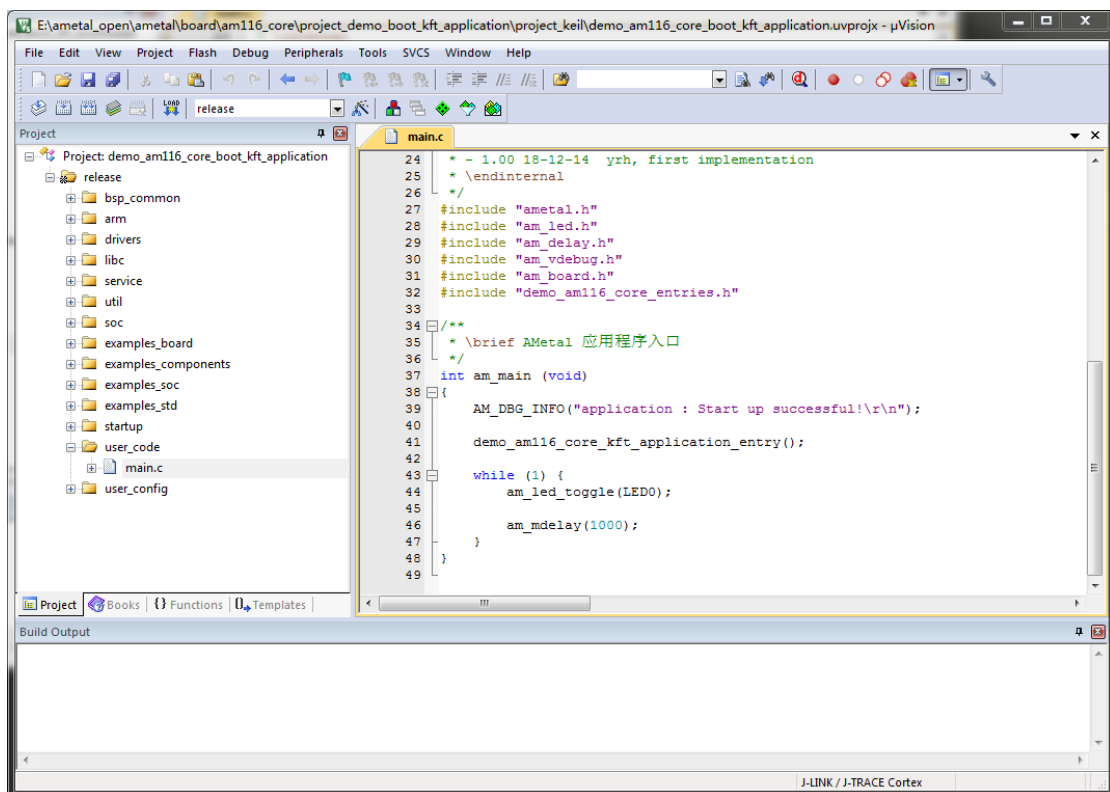 E:\ametal_open\ametal\board\am116_core\project_demo_boot_kft_application\project_keil\demo_am116_core_boot_kft_application.uvprojx - µVision
File Edit View Project Flash Debug Peripherals Tools SVCS Window Help
LOAD release
Project
main.c
Project: demo_am116_core_boot_kft_application
release
bsp_common
arm
drivers
libc
service
util
soc
examples_board
examples_components
examples_soc
examples_std
startup
user_code
main.c
user_config
24 * - 1.00 18-12-14 yrh, first implementation
25 * \endinternal
26 */
27 #include "ametal.h"
28 #include "am_led.h"
29 #include "am_delay.h"
30 #include "am_vdebug.h"
31 #include "am_board.h"
32 #include "demo_am116_core_entries.h"
33
34 /**
35 * \brief AMetal 应用程序入口
36 */
37 int am_main (void)
38 {
39 AM_DBG_INFO("application : Start up successful!\r\n");
40
41 demo_am116_core_kft_application_entry();
42
43 while (1) {
44 am_led_toggle(LED0);
45
46 am_mdelay(1000);
47 }
48 }
49
Project Books {} Functions 0 Templates
Build Output
J-LINK / J-TRACE Cortex